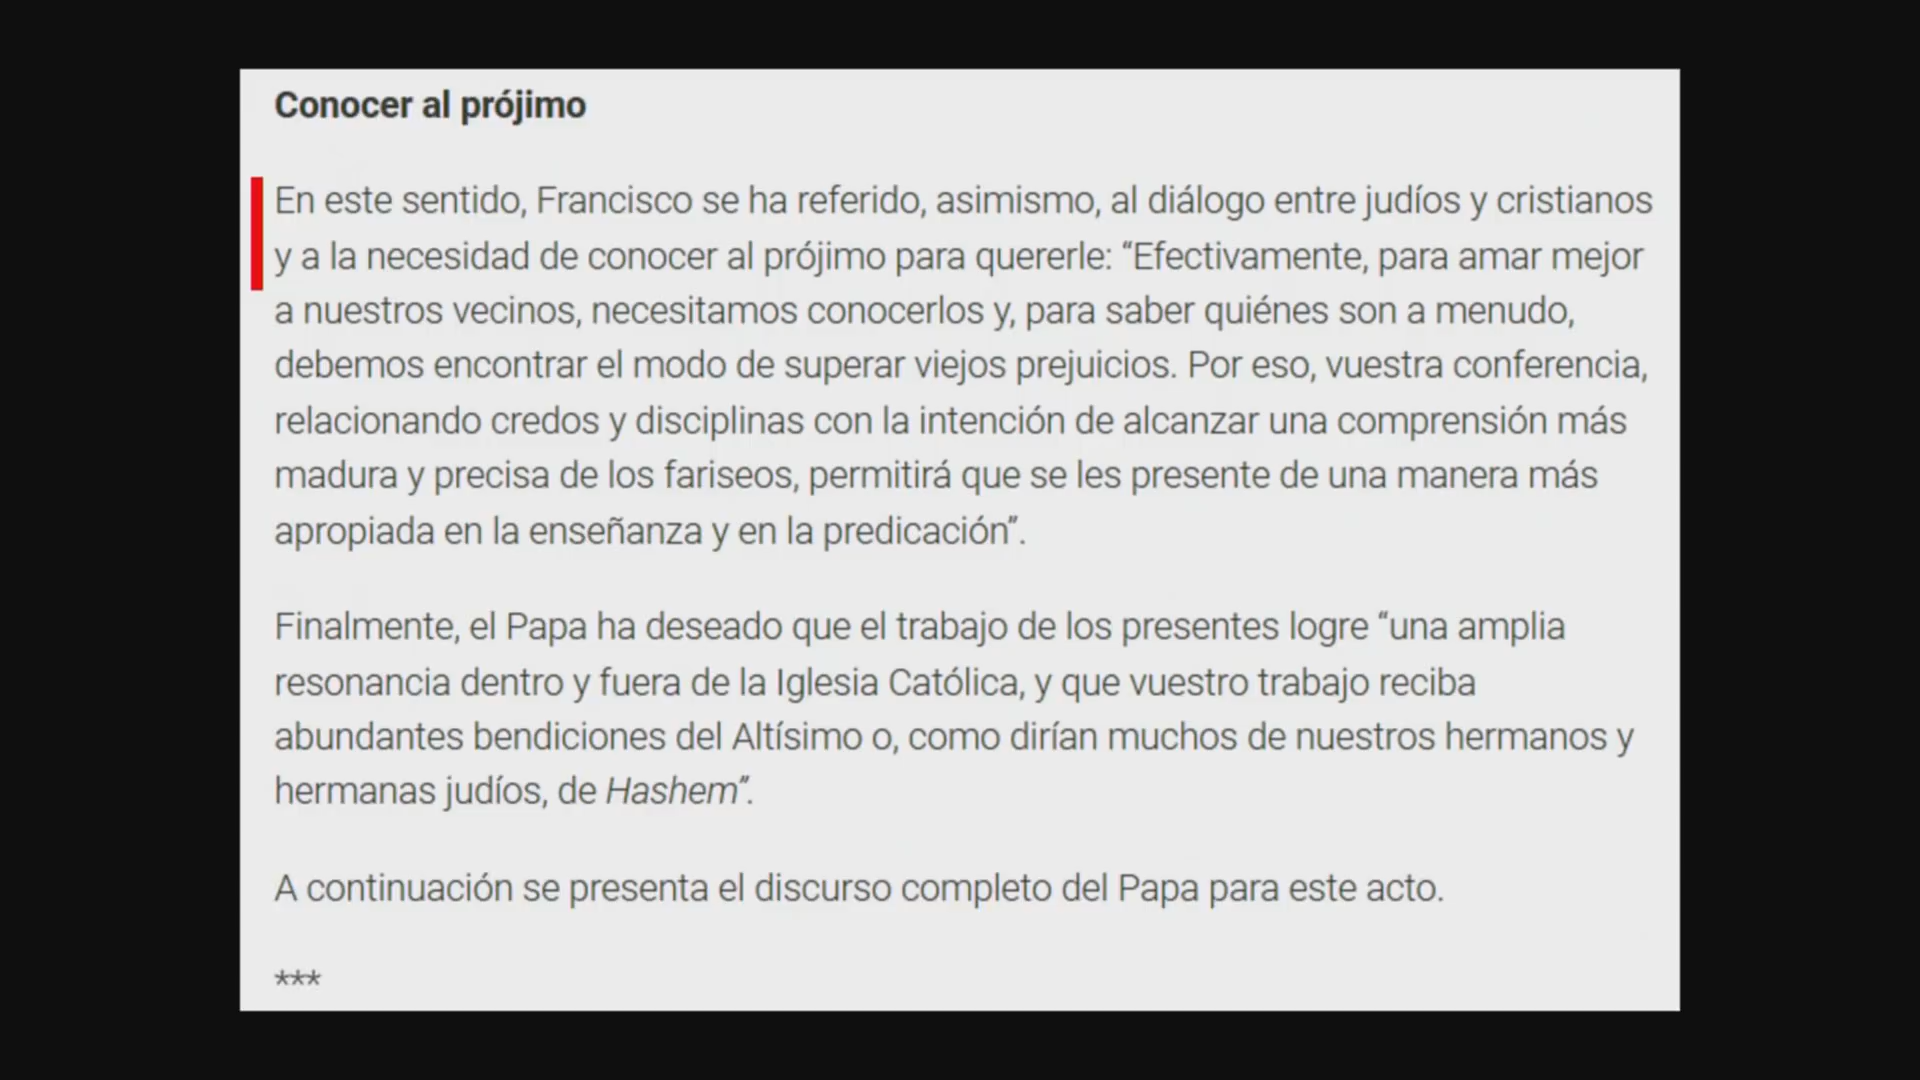 Conocer al prójimo
En este sentido, Francisco se ha referido, asimismo, al diálogo entre judíos y cristianos
y a la necesidad de conocer al prójimo para quererle: “Efectivamente, para amar mejor
a nuestros vecinos, necesitamos conocerlos y, para saber quiénes son a menudo,
debemos encontrar el modo de superar viejos prejuicios. Por eso, vuestra conferencia,
relacionando credos y disciplinas con la intención de alcanzar una comprensión más
madura y precisa de los fariseos, permitirá que se les presente de una manera más
apropiada en la enseñanza y en la predicación”.
Finalmente, el Papa ha deseado que el trabajo de los presentes logre “una amplia
resonancia dentro y fuera de la Iglesia Católica, y que vuestro trabajo reciba
abundantes bendiciones del Altísimo o, como dirían muchos de nuestros hermanos y
hermanas judíos, de Hashem”.
A continuación se presenta el discurso completo del Papa para este acto.
***